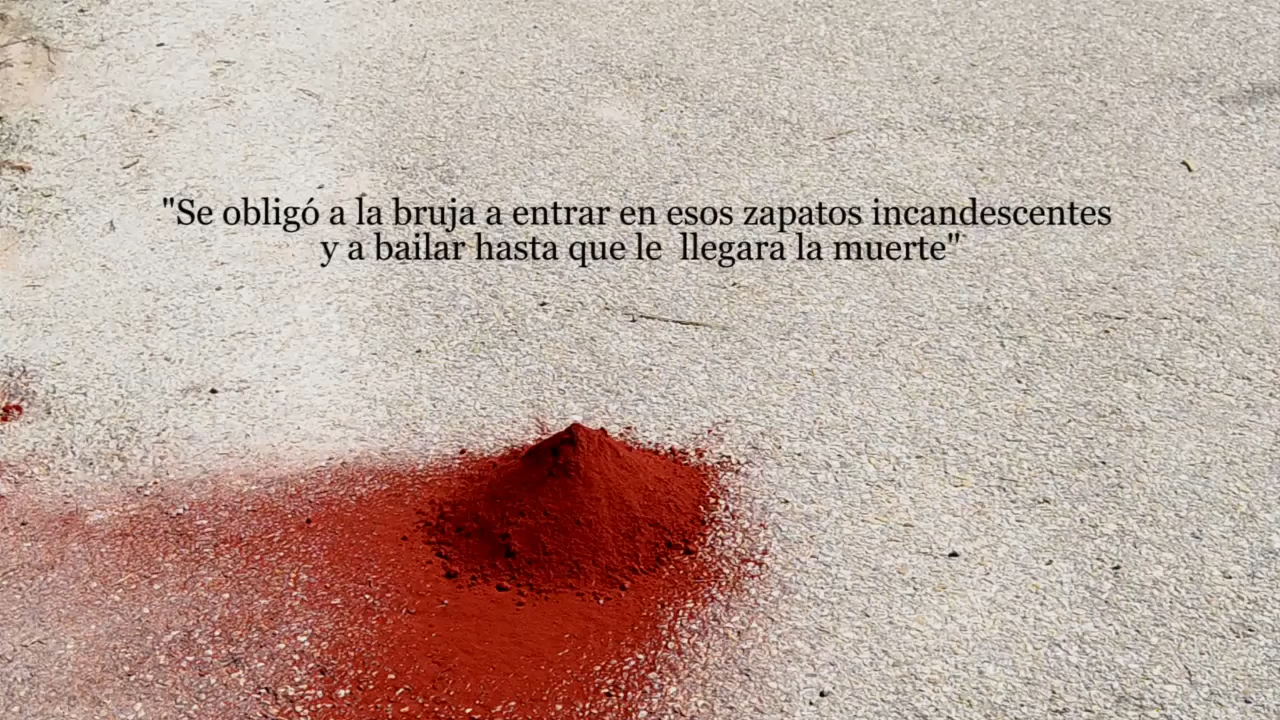 "Se obligó a la bruja a entrar en esos zapatos incandescentes
y a bailar hasta que le  llegara la muerte"